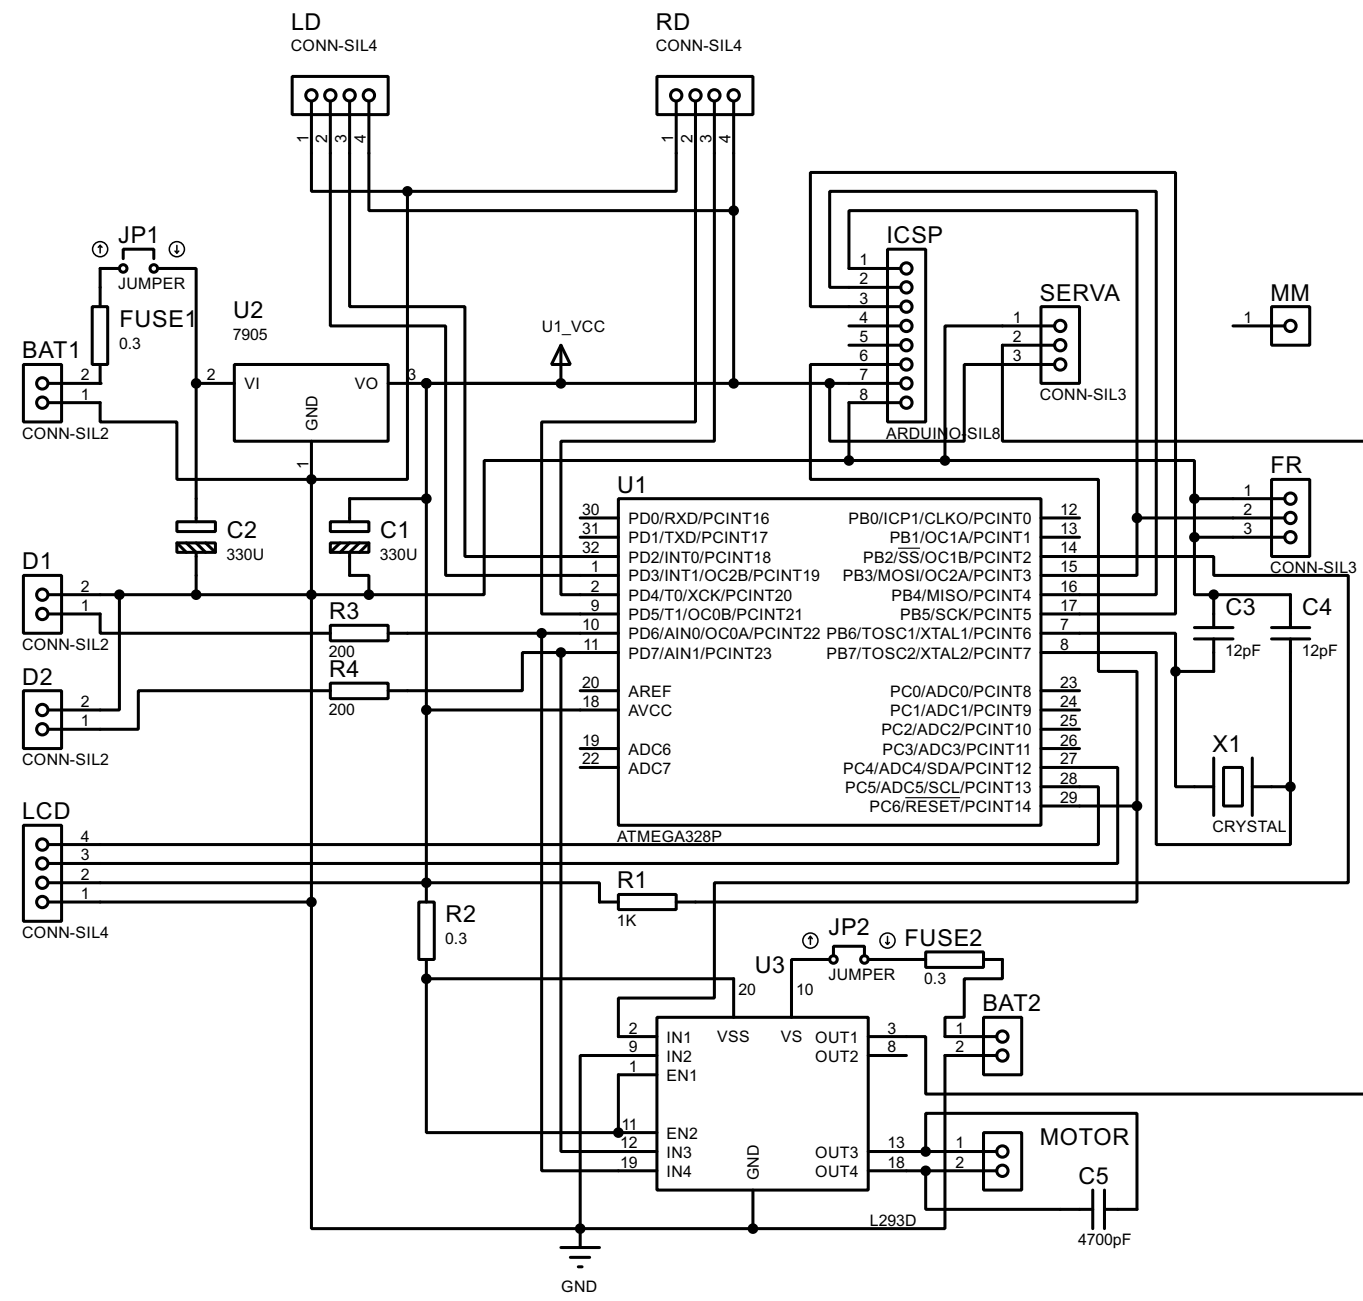 LD
CONN-SIL4
1 2 3 4
RD
CONN-SIL4
1 2 3 4
JP1
JUMPER
FUSE1
0.3
BAT1
2
1
CONN-SIL2
U2
7905
2 VI VO 3
GND
1
U1_VCC
ICSP
1
2
3
4
5
6
7
8
ARDUINO-SIL8
SERVA
1
2
3
CONN-SIL3
MM
1
FR
1
2
3
CONN-SIL3
C2
330U
C1
330U
D1
2
1
CONN-SIL2
D2
2
1
CONN-SIL2
R3
200
R4
200
U1
30 PD0/RXD/PCINT16 PB0/ICP1/CLKO/PCINT0 12
31 PD1/TXD/PCINT17 PB1/OC1A/PCINT1 13
32 PD2/INT0/PCINT18 PB2/SS/OC1B/PCINT2 14
1 PD3/INT1/OC2B/PCINT19 PB3/MOSI/OC2A/PCINT3 15
2 PD4/T0/XCK/PCINT20 PB4/MISO/PCINT4 16
9 PD5/T1/OC0B/PCINT21 PB5/SCK/PCINT5 17
10 PD6/AIN0/OC0A/PCINT22 PB6/TOSC1/XTAL1/PCINT6 7
11 PD7/AIN1/PCINT23 PB7/TOSC2/XTAL2/PCINT7 8
20 AREF PC0/ADC0/PCINT8 23
18 AVCC PC1/ADC1/PCINT9 24
PC2/ADC2/PCINT10 25
19 ADC6 PC3/ADC3/PCINT11 26
22 ADC7 PC4/ADC4/SDA/PCINT12 27
PC5/ADC5/SCL/PCINT13 28
PC6/RESET/PCINT14 29
ATMEGA328P
C3
12pF
C4
12pF
X1
CRYSTAL
LCD
4
3
2
1
CONN-SIL4
R1
1K
R2
0.3
JP2
JUMPER
FUSE2
0.3
BAT2
1
2
U3
20 10
2 IN1 VSS VS OUT1 3
9 IN2 OUT2 8
1 EN1
11 EN2
12 IN3 GND OUT3 13
19 IN4 OUT4 18
L293D
MOTOR
1
2
C5
4700pF
GND